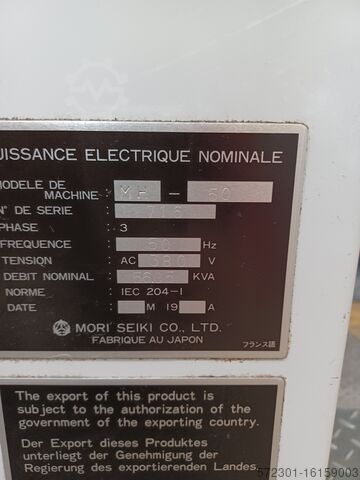 UISSANCE ELECTRIQUE NOMINALE
MODELE DE
MACHINE MH - 50
N° DE SERIE 716
PHASE 3
FREQUENCE 50 Hz
TENSION AC 380 V
DEBIT NOMINAL KVA
NORME IEC 204-1
DATE M 19 A
MORI SEIKI CO., LTD.
FABRIQUE AU JAPON
フランス語
The export of this product is
subject to the authorization of the
government of the exporting country.
Der Export dieses Produktes
unterliegt der Genehmigung der
Regierung des exportierenden Landes.
572301-16159003